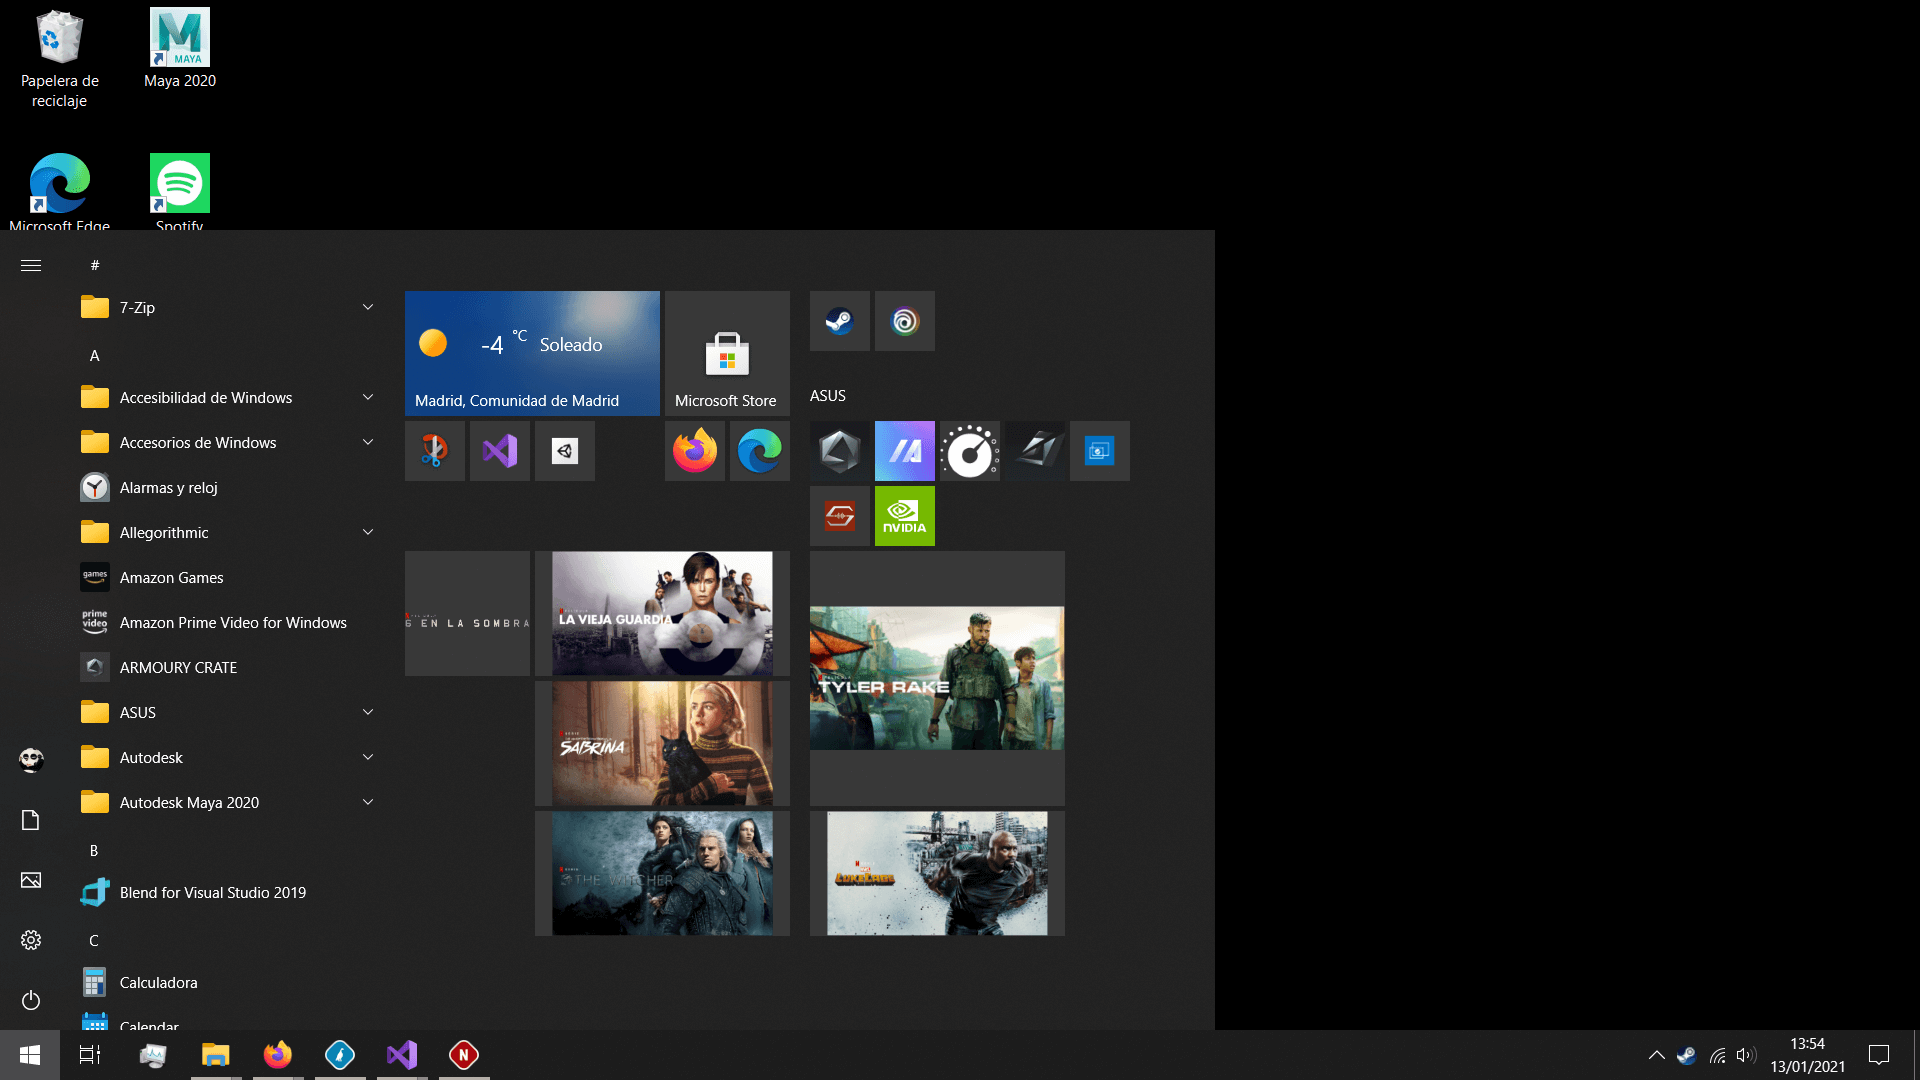 Papelera de
reciclaje
MAYA
Maya 2020
Microsoft Edge
Spotify
#
7-Zip
A
Accesibilidad de Windows
Accesorios de Windows
Alarmas y reloj
Allegorithmic
games
Amazon Games
prime
video
Amazon Prime Video for Windows
ARMOURY CRATE
ASUS
Autodesk
Autodesk Maya 2020
B
Blend for Visual Studio 2019
C
Calculadora
Calendar
-4 °C Soleado
Madrid, Comunidad de Madrid
Microsoft Store
6 EN LA SOMBRA
LA VIEJA GUARDIA
SABRINA
THE WITCHER
ASUS
NVIDIA
TYLER RAKE
LUKE CAGE
N
13:54
13/01/2021